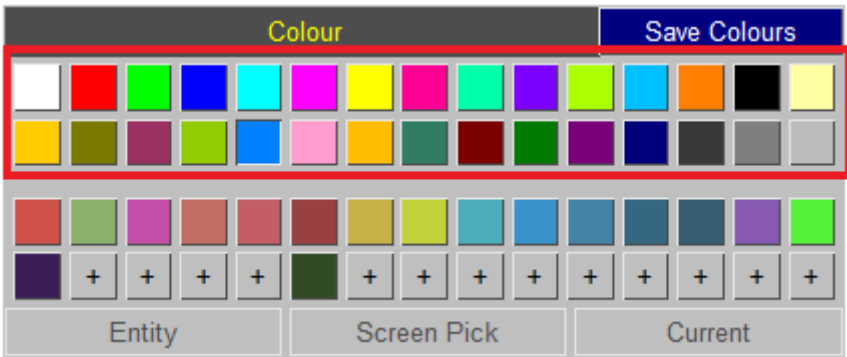 Colour Save Colours
+ + + + + + + + + + + + +
Entity Screen Pick Current